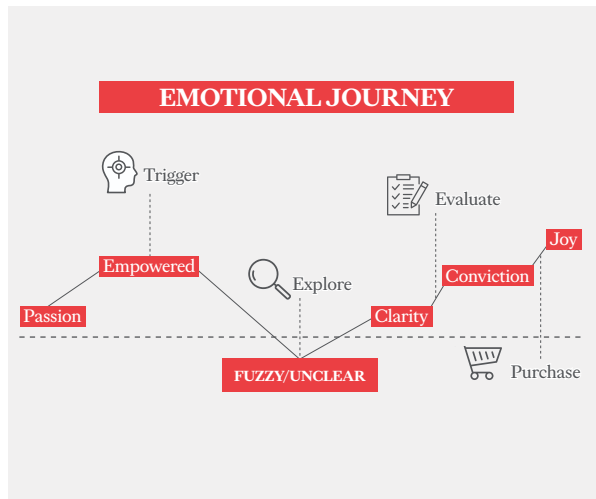 EMOTIONAL JOURNEY
Trigger
Evaluate
Joy
Empowered
Conviction
Explore
Passion
Clarity
FUZZY/UNCLEAR
Purchase